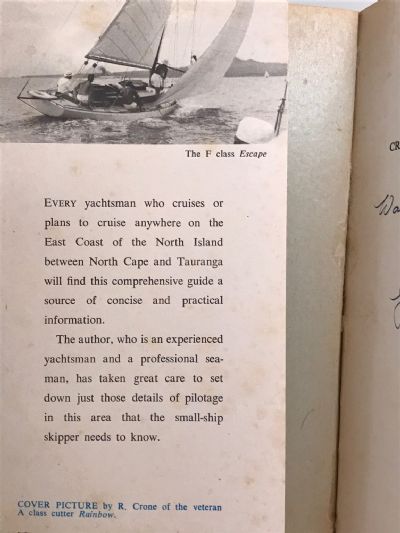 The F class Escape
EVERY yachtsman who cruises or
plans to cruise anywhere on the
East Coast of the North Island
between North Cape and Tauranga
will find this comprehensive guide a
source of concise and practical
information.
The author, who is an experienced
yachtsman and a professional sea-
man, has taken great care to set
down just those details of pilotage
in this area that the small-ship
skipper needs to know.
COVER PICTURE by R. Crone of the veteran
A class cutter Rainbow.
CR